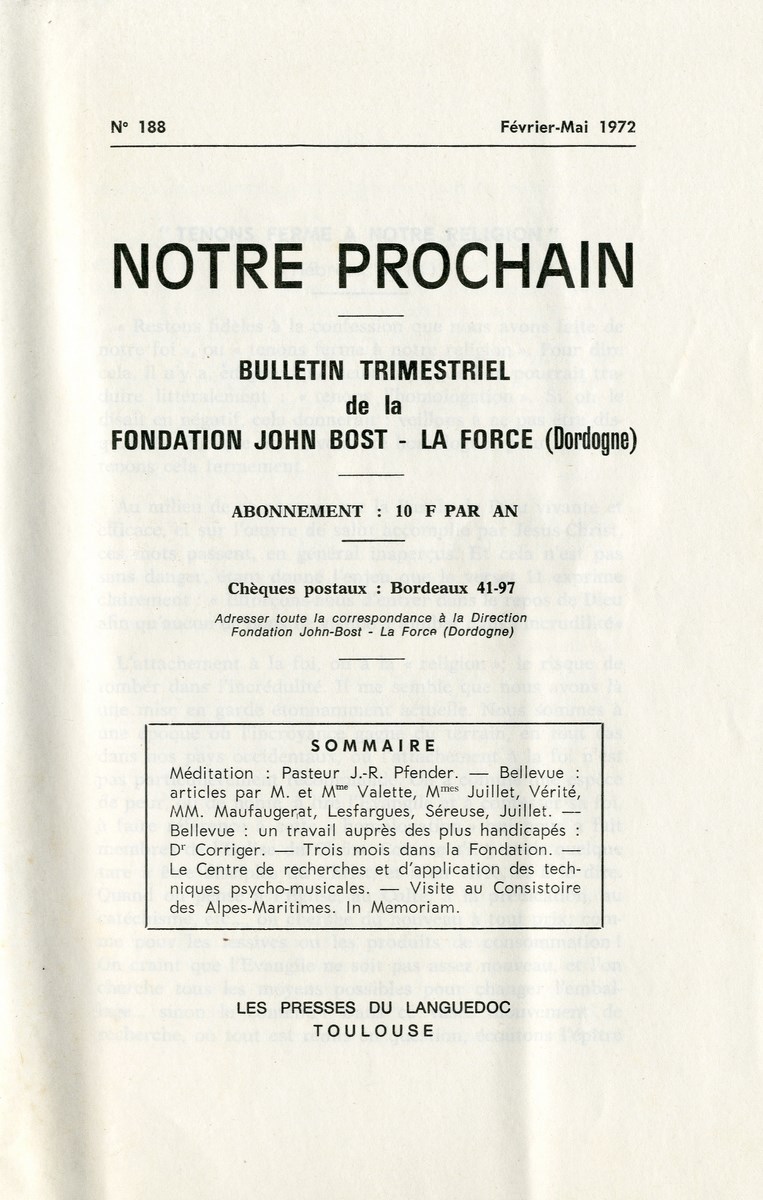 N° 188 Février-Mai 1972
NOTRE PROCHAIN
BULLETIN TRIMESTRIEL
de la
FONDATION JOHN BOST - LA FORCE (Dordogne)
ABONNEMENT : 10 F PAR AN
Chèques postaux : Bordeaux 41-97
Adresser toute la correspondance à la Direction
Fondation John-Bost - La Force (Dordogne)
SOMMAIRE
Méditation : Pasteur J.-R. Pfender. — Bellevue :
articles par M. et Mme Valette, Mmes Juillet, Vérité,
MM. Maufaugerat, Lesfargues, Séreuse, Juillet. —
Bellevue : un travail auprès des plus handicapés :
Dr Corriger. — Trois mois dans la Fondation. —
Le Centre de recherches et d'application des tech-
niques psycho-musicales. — Visite au Consistoire
des Alpes-Maritimes. In Memoriam.
LES PRESSES DU LANGUEDOC
TOULOUSE